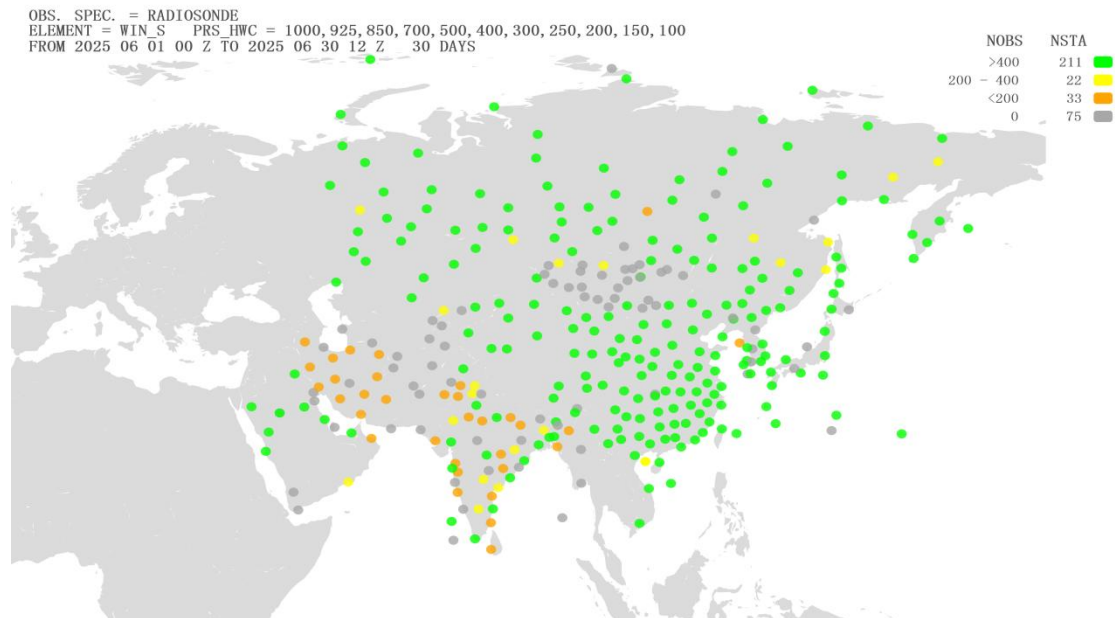 OBS. SPEC. = RADIOSONDE
ELEMENT = WIN_S   PRS_HWC = 1000,925,850,700,500,400,300,250,200,150,100
FROM 2025 06 01 00 Z TO 2025 06 30 12 Z   30 DAYS
NOBS NSTA
>400 211
200 - 400 22
<200 33
0 75